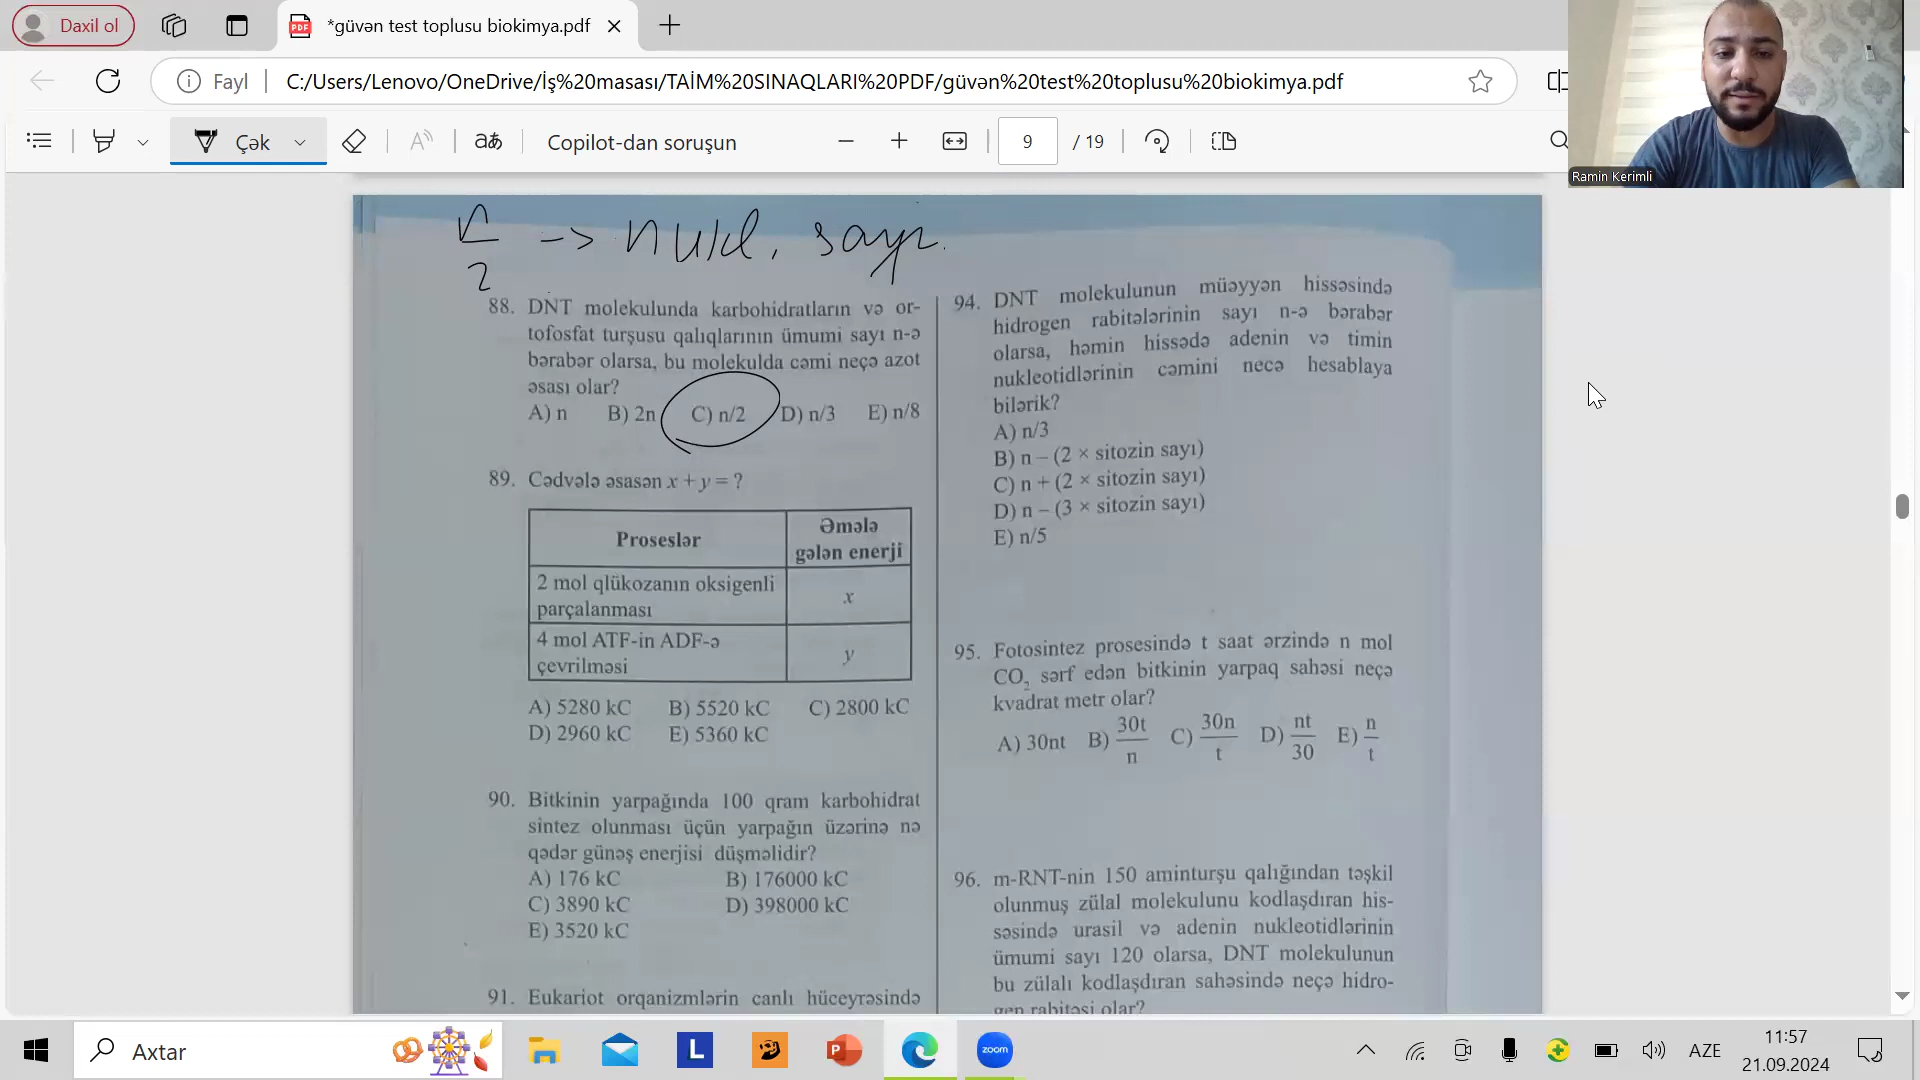 Daxil ol
*güvən test toplusu biokimya.pdf
Fayl
C:/Users/Lenovo/OneDrive/İş%20masası/TAİM%20SINAQLARI%20PDF/güvən%20test%20toplusu%20biokimya.pdf
Çək
aあ
Copilot-dan soruşun
9 / 19
Ramin Kerimli
n/2 -> nukl. sayı.
88. DNT molekulunda karbohidratların və or-
tofosfat turşusu qalıqlarının ümumi sayı n-ə
bərabər olarsa, bu molekulda cəmi neçə azot
əsası olar?
A) n B) 2n C) n/2 D) n/3 E) n/8
89. Cədvələ əsasən x + y = ?
Proseslər
Əmələ
gələn enerji
2 mol qlükozanın oksigenli
parçalanması
x
4 mol ATF-in ADF-ə
çevrilməsi
y
A) 5280 kC B) 5520 kC C) 2800 kC
D) 2960 kC E) 5360 kC
90. Bitkinin yarpağında 100 qram karbohidrat
sintez olunması üçün yarpağın üzərinə nə
qədər günəş enerjisi düşməlidir?
A) 176 kC B) 176000 kC
C) 3890 kC D) 398000 kC
E) 3520 kC
91. Eukariot orqanizmlərin canlı hüceyrəsində
94. DNT molekulunun müəyyən hissəsində
hidrogen rabitələrinin sayı n-ə bərabər
olarsa, həmin hissədə adenin və timin
nukleotidlərinin cəmini necə hesablaya
bilərik?
A) n/3
B) n – (2 × sitozin sayı)
C) n + (2 × sitozin sayı)
D) n – (3 × sitozin sayı)
E) n/5
95. Fotosintez prosesində t saat ərzində n mol
CO₂ sərf edən bitkinin yarpaq sahəsi neçə
kvadrat metr olar?
A) 30nt B) 30t/n C) 30n/t D) nt/30 E) n/t
96. m-RNT-nin 150 aminturşu qalığından təşkil
olunmuş zülal molekulunu kodlaşdıran his-
səsində urasil və adenin nukleotidlərinin
ümumi sayı 120 olarsa, DNT molekulunun
bu zülalı kodlaşdıran sahəsində neçə hidro-
gen rabitəsi olar?
Axtar
L
P
zoom
AZE
11:57
21.09.2024